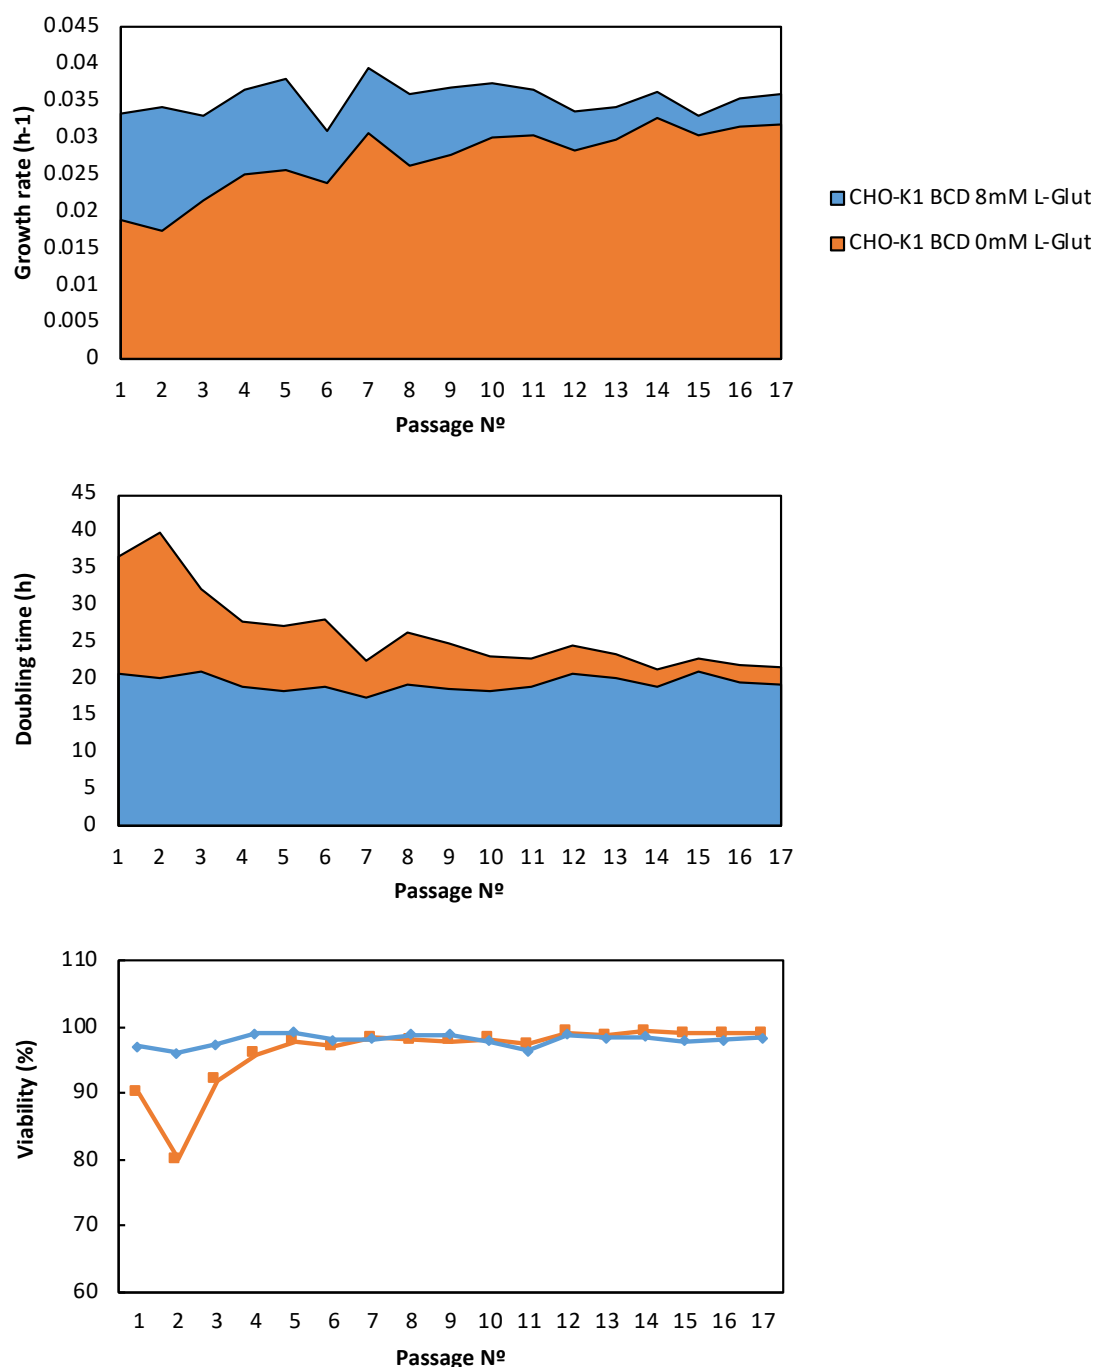 0.045
0.04
0.035
0.03
0.025
0.02
0.015
0.01
0.005
0
Growth rate (h-1)
1 2 3 4 5 6 7 8 9 10 11 12 13 14 15 16 17
Passage Nº
CHO-K1 BCD 8mM L-Glut
CHO-K1 BCD 0mM L-Glut
45
40
35
30
25
20
15
10
5
0
Doubling time (h)
1 2 3 4 5 6 7 8 9 10 11 12 13 14 15 16 17
Passage Nº
110
100
90
80
70
60
Viability (%)
1 2 3 4 5 6 7 8 9 10 11 12 13 14 15 16 17
Passage Nº